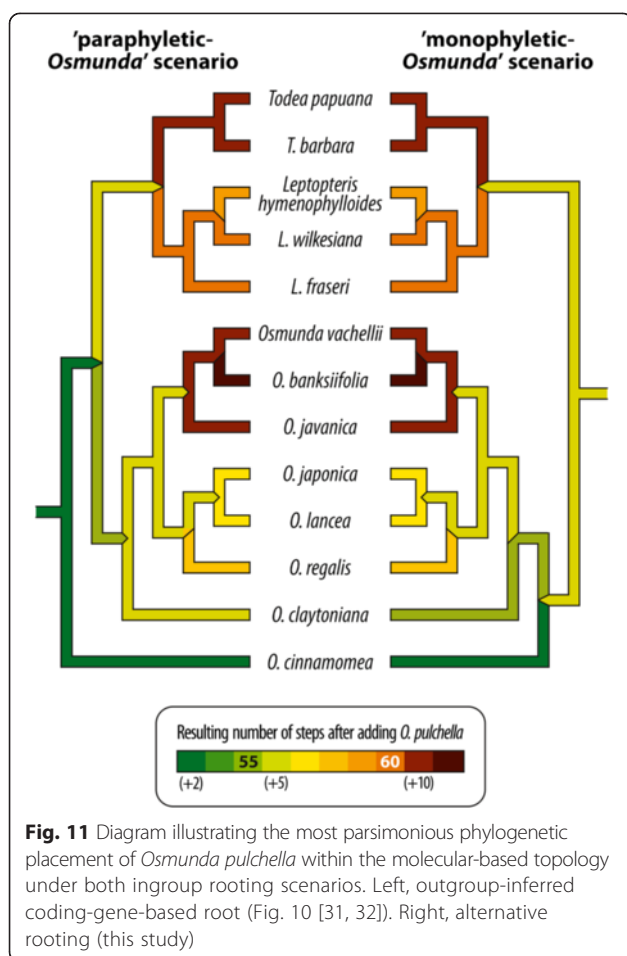 'paraphyletic-
Osmunda' scenario
'monophyletic-
Osmunda' scenario
Todea papuana
T. barbara
Leptopteris
hymenophylloides
L. wilkesiana
L. fraseri
Osmunda vachellii
O. banksiifolia
O. javanica
O. japonica
O. lancea
O. regalis
O. claytoniana
O. cinnamomea
Resulting number of steps after adding O. pulchella
55 60
(+2) (+5) (+10)
Fig. 11 Diagram illustrating the most parsimonious phylogenetic
placement of Osmunda pulchella within the molecular-based topology
under both ingroup rooting scenarios. Left, outgroup-inferred
coding-gene-based root (Fig. 10 [31, 32]). Right, alternative
rooting (this study)